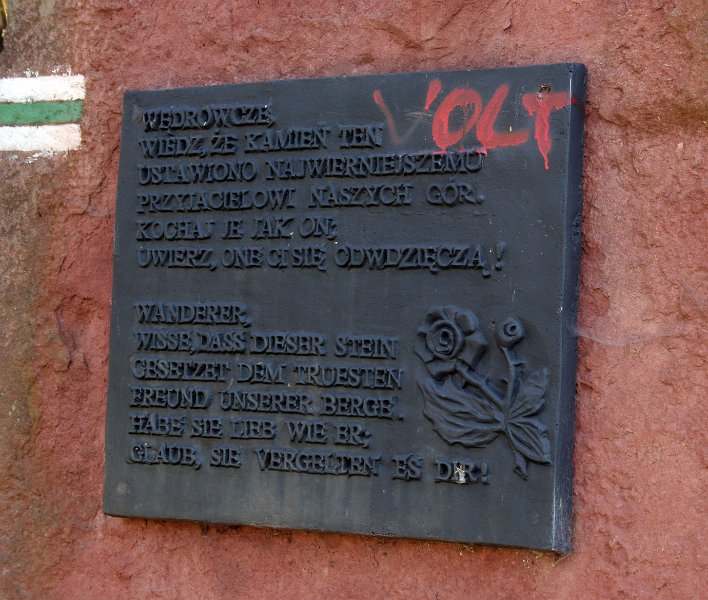 VOLT
WĘDROWCZE,
WIEDZ, ŻE KAMIEŃ TEN
USTAWIONO NAJWIERNIEJSZEMU
PRZYJACIELOWI NASZYCH GÓR.
KOCHAJ JE JAK ON;
UWIERZ, ONE CI SIĘ ODWDZIĘCZĄ!
WANDERER,
WISSE, DASS DIESER STEIN
GESETZET DEM TRUESTEN
FREUND UNSERER BERGE.
HABE SIE LIEB WIE ER;
GLAUB, SIE VERGELTEN ES DIR!